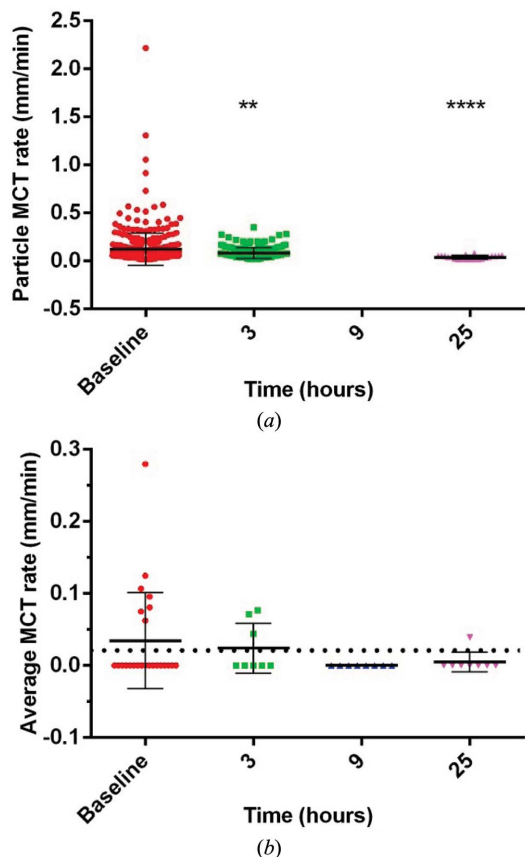 2.5
2.0
1.5
1.0
0.5
0.0
-0.5
Particle MCT rate (mm/min)
**
****
Baseline
3
9
25
Time (hours)
(a)
0.3
0.2
0.1
0.0
-0.1
Average MCT rate (mm/min)
Baseline
3
9
25
Time (hours)
(b)